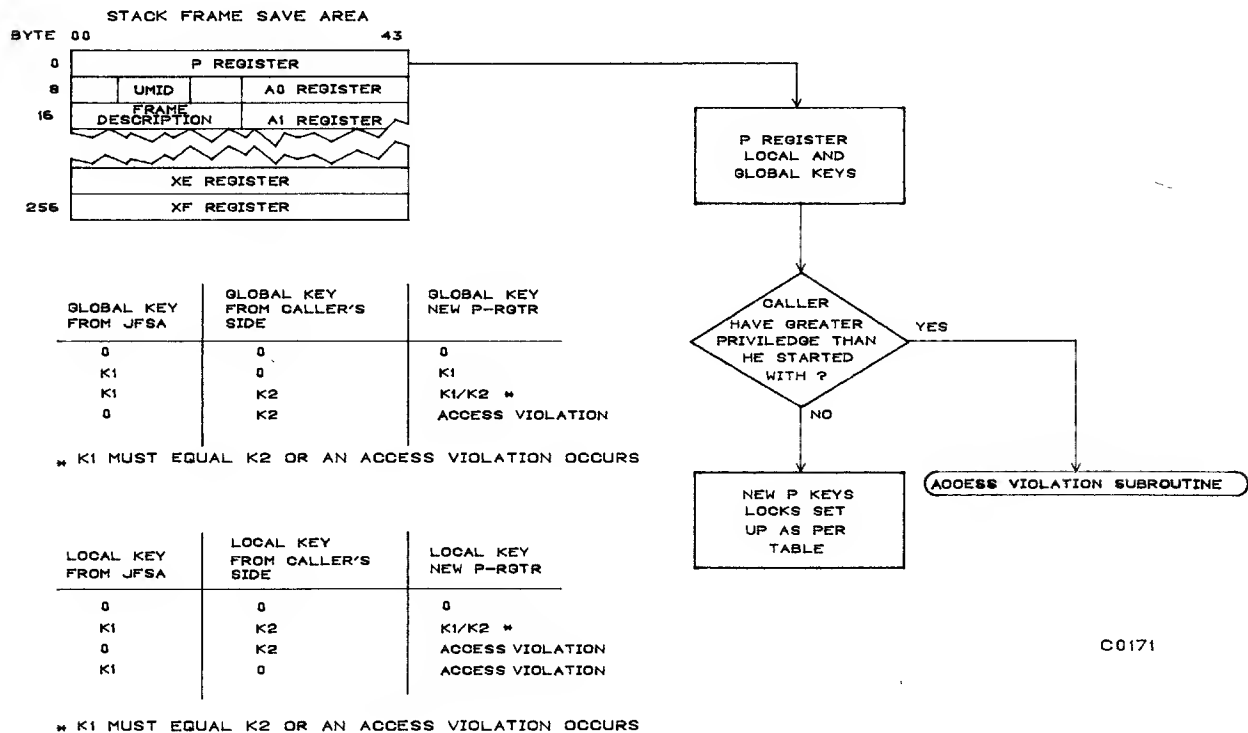 STACK FRAME SAVE AREA
BYTE 00 43
0 P REGISTER
8 UMID A0 REGISTER
16 FRAME DESCRIPTION A1 REGISTER
XE REGISTER
256 XF REGISTER
P REGISTER
LOCAL AND
GLOBAL KEYS
CALLER
HAVE GREATER
PRIVILEDGE THAN
HE STARTED
WITH ?
YES
NO
ACCESS VIOLATION SUBROUTINE
NEW P KEYS
LOCKS SET
UP AS PER
TABLE
GLOBAL KEY FROM JFSA GLOBAL KEY FROM CALLER'S SIDE GLOBAL KEY NEW P-RGTR
0 0 0
K1 0 K1
K1 K2 K1/K2 *
0 K2 ACCESS VIOLATION
* K1 MUST EQUAL K2 OR AN ACCESS VIOLATION OCCURS
LOCAL KEY FROM JFSA LOCAL KEY FROM CALLER'S SIDE LOCAL KEY NEW P-RGTR
0 0 0
K1 K2 K1/K2 *
0 K2 ACCESS VIOLATION
K1 0 ACCESS VIOLATION
* K1 MUST EQUAL K2 OR AN ACCESS VIOLATION OCCURS
C0171